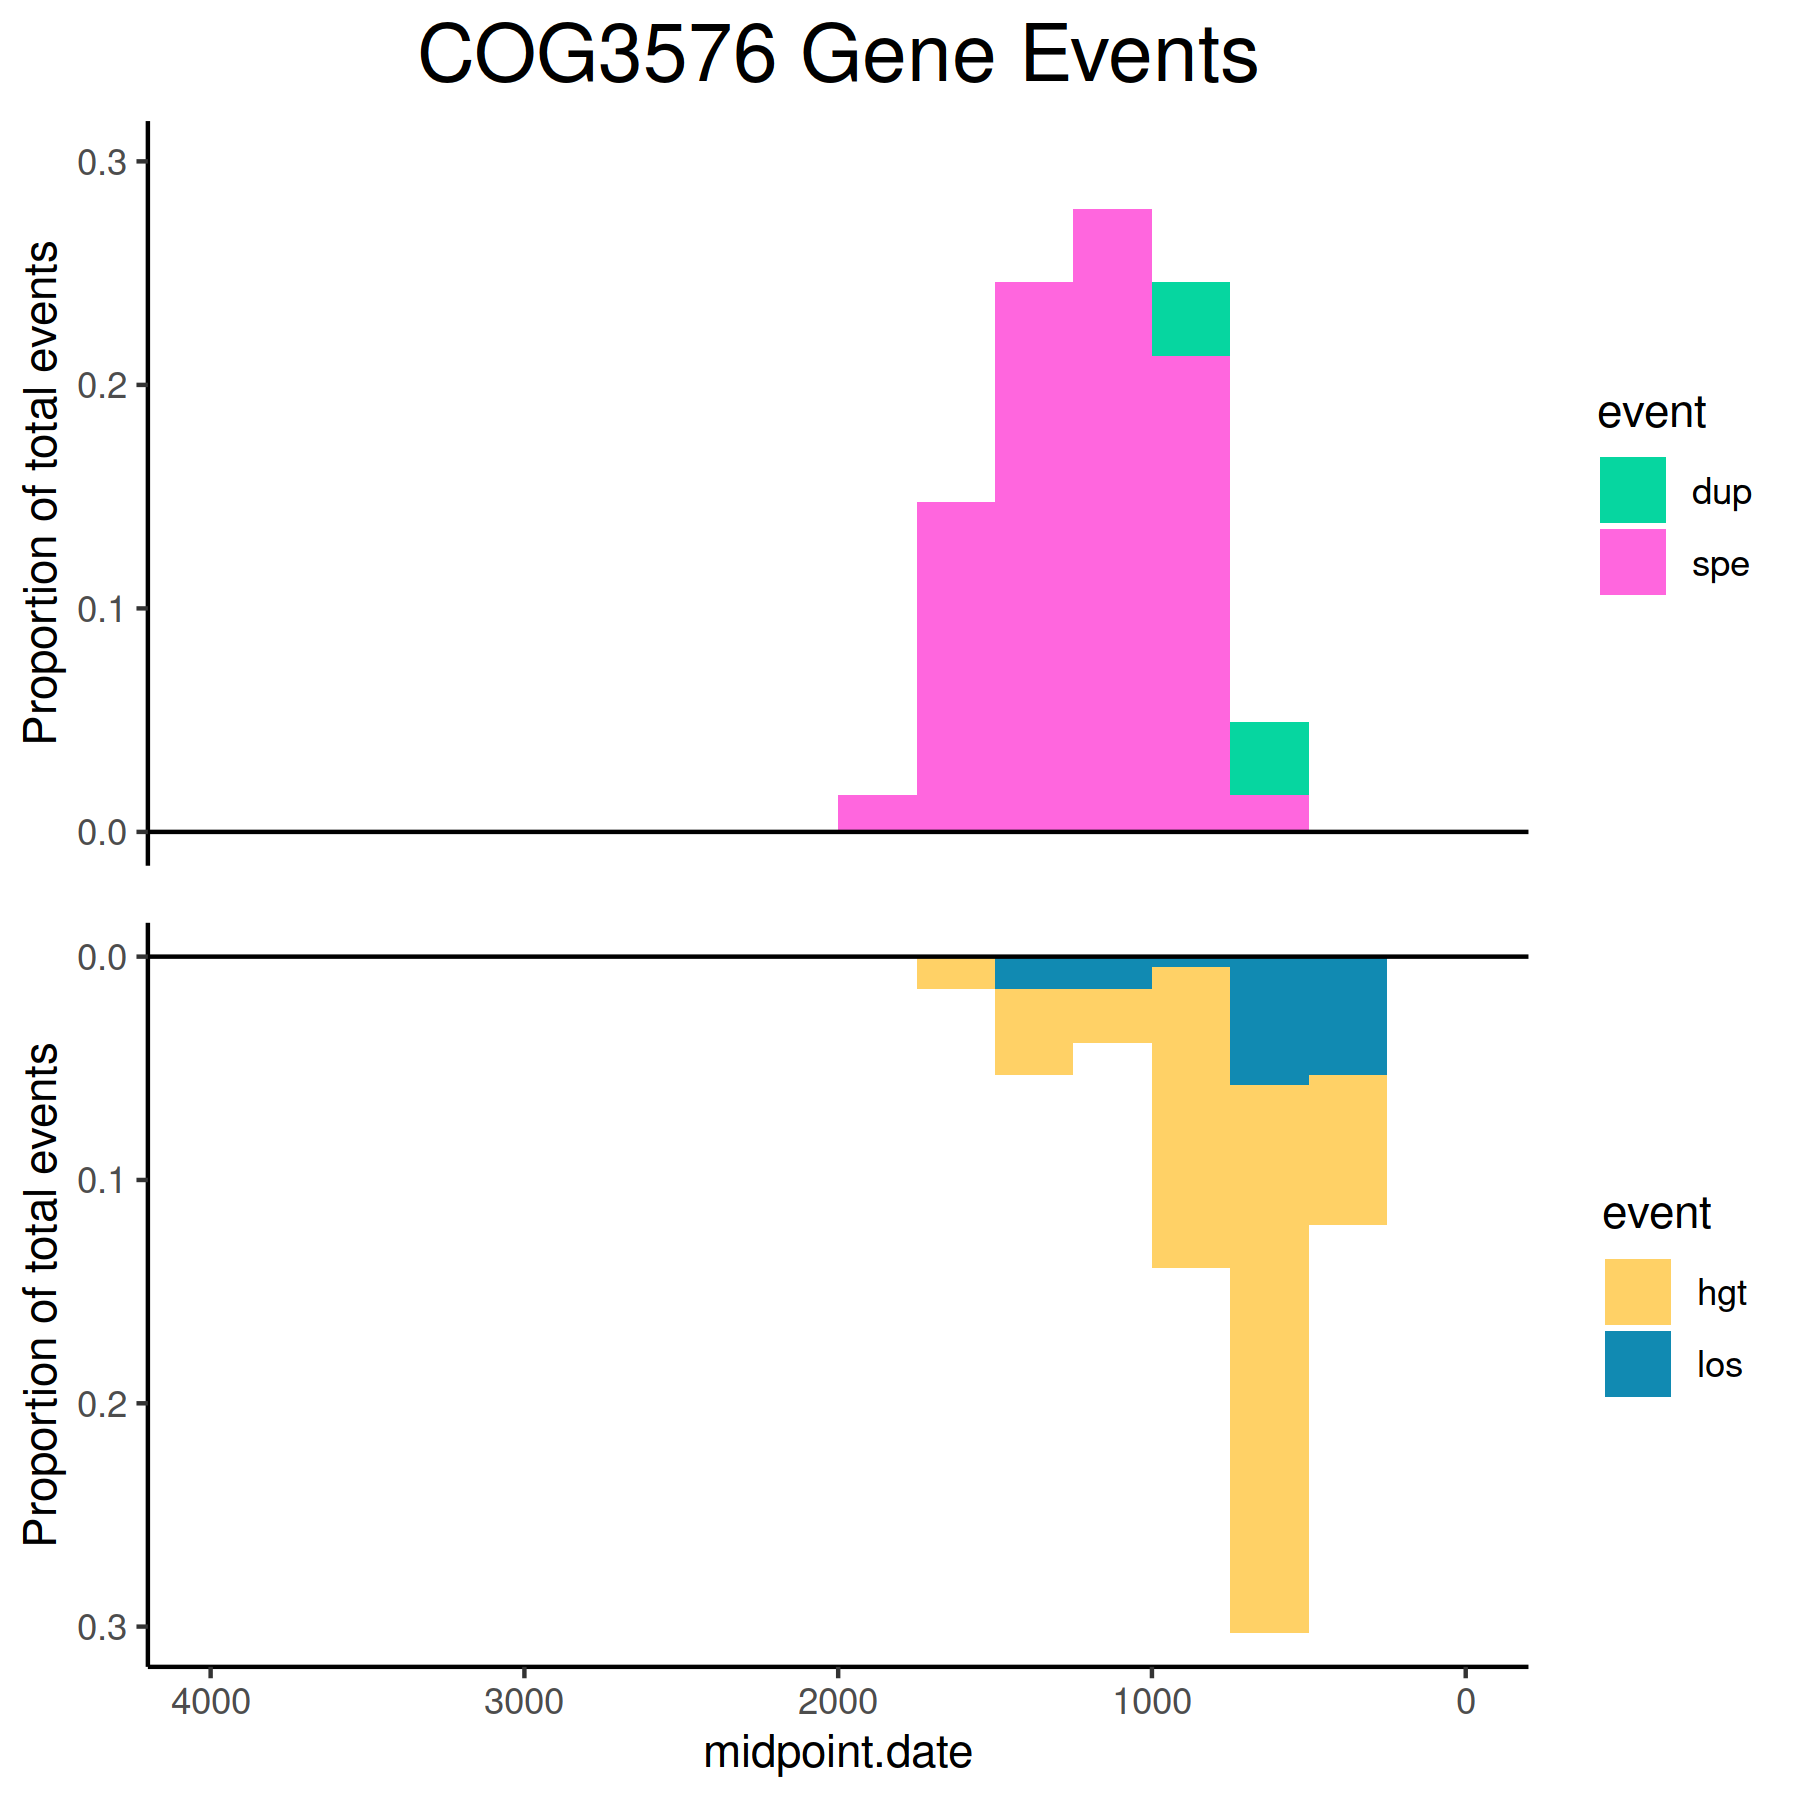 COG3576 Gene Events
Proportion of total events
0.3
0.2
0.1
0.0
event
dup
spe
Proportion of total events
0.0
0.1
0.2
0.3
event
hgt
los
4000
3000
2000
1000
0
midpoint.date